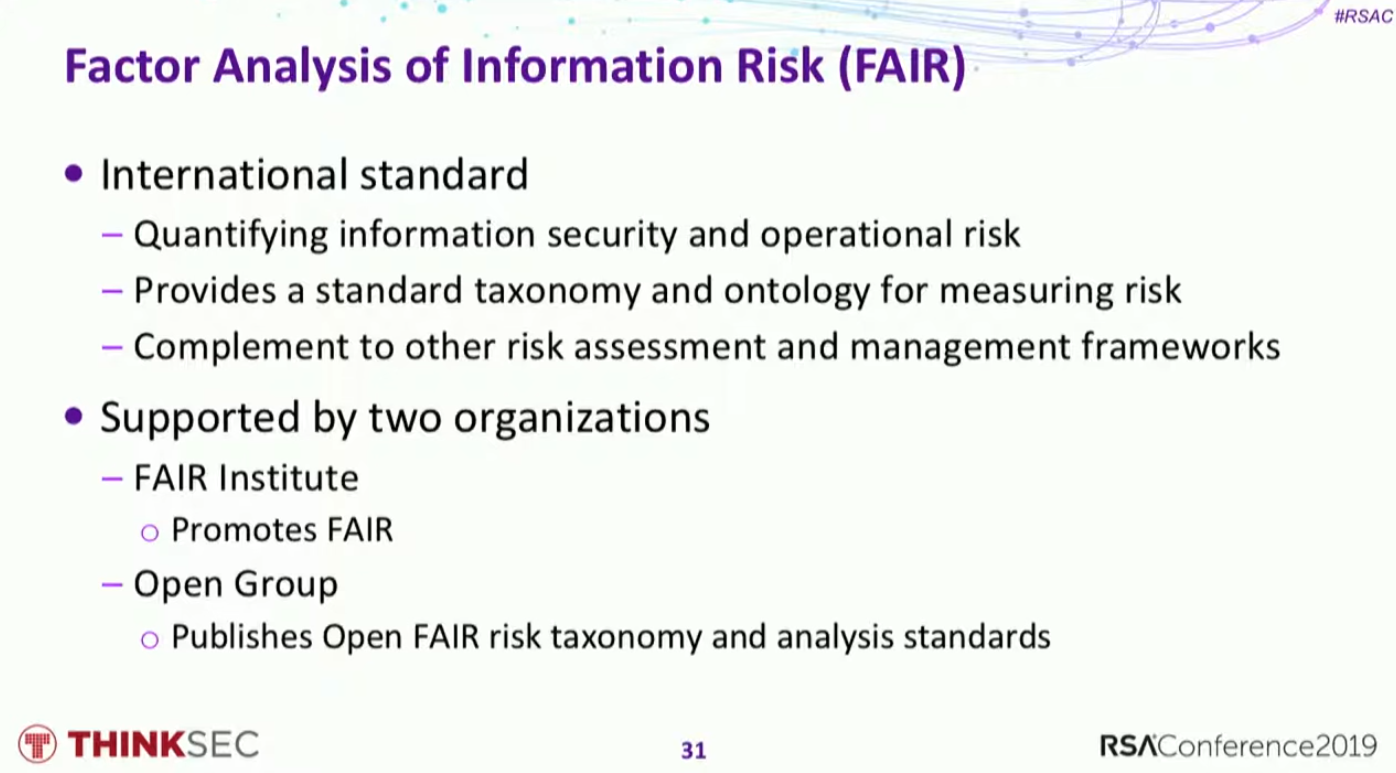 #RSAC
Factor Analysis of Information Risk (FAIR)
• International standard
– Quantifying information security and operational risk
– Provides a standard taxonomy and ontology for measuring risk
– Complement to other risk assessment and management frameworks
• Supported by two organizations
– FAIR Institute
○ Promotes FAIR
– Open Group
○ Publishes Open FAIR risk taxonomy and analysis standards
THINKSEC
31
RSAConference2019